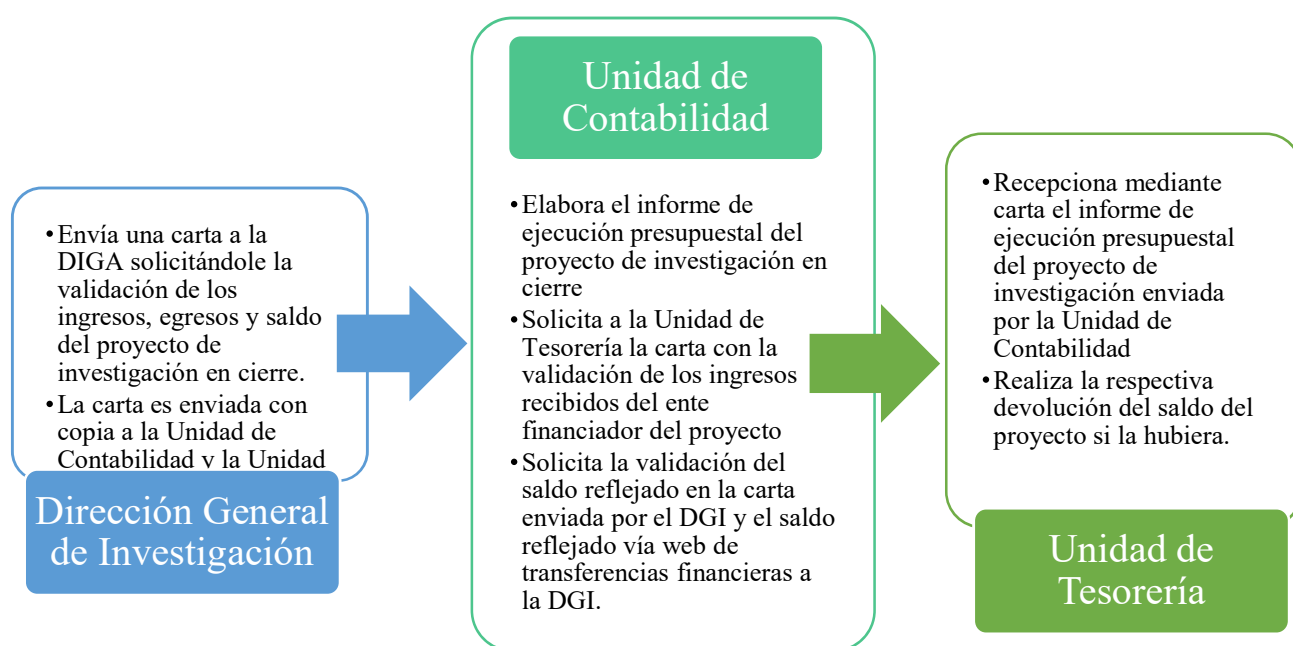 •Envía una carta a la
DIGA solicitándole la
validación de los
ingresos, egresos y saldo
del proyecto de
investigación en cierre.
•La carta es enviada con
copia a la Unidad de
Contabilidad y la Unidad
Dirección General
de Investigación
Unidad de
Contabilidad
•Elabora el informe de
ejecución presupuestal del
proyecto de investigación en
cierre
•Solicita a la Unidad de
Tesorería la carta con la
validación de los ingresos
recibidos del ente
financiador del proyecto
•Solicita la validación del
saldo reflejado en la carta
enviada por el DGI y el saldo
reflejado vía web de
transferencias financieras a
la DGI.
•Recepciona mediante
carta el informe de
ejecución presupuestal
del proyecto de
investigación enviada
por la Unidad de
Contabilidad
•Realiza la respectiva
devolución del saldo del
proyecto si la hubiera.
Unidad de
Tesorería